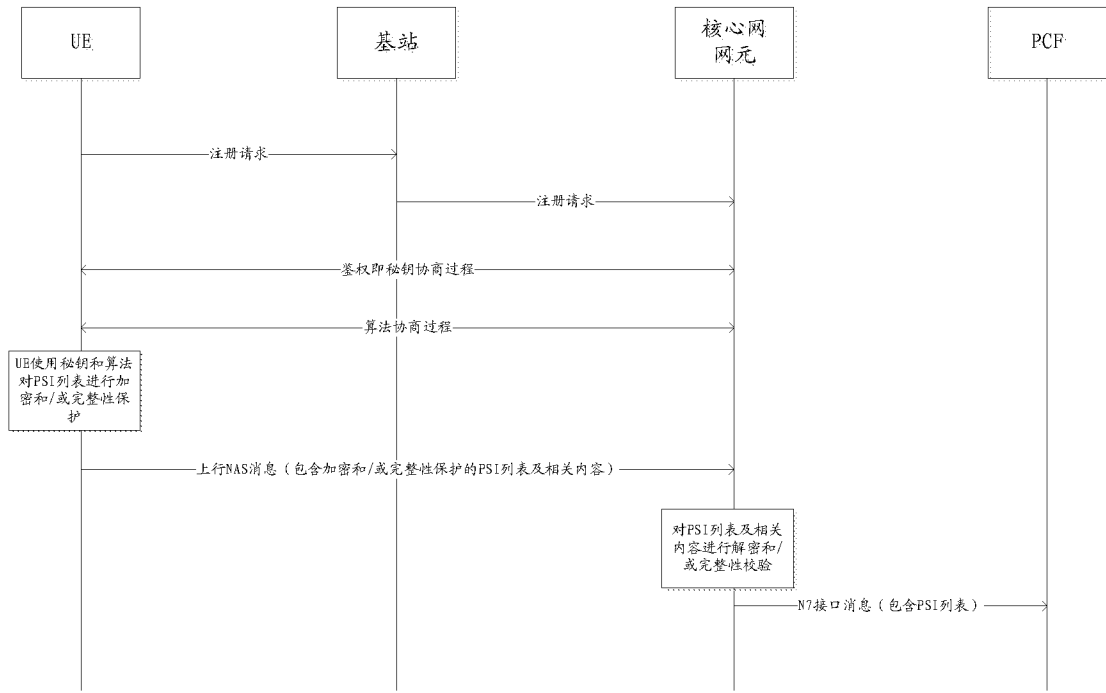 UE
基站
核心网
网元
PCF
注册请求
注册请求
鉴权即秘钥协商过程
算法协商过程
UE使用秘钥和算法
对PSI列表进行加
密和/或完整性保
护
上行NAS消息（包含加密和/或完整性保护的PSI列表及相关内容）
对PSI列表及相关
内容进行解密和/
或完整性校验
N7接口消息（包含PSI列表）